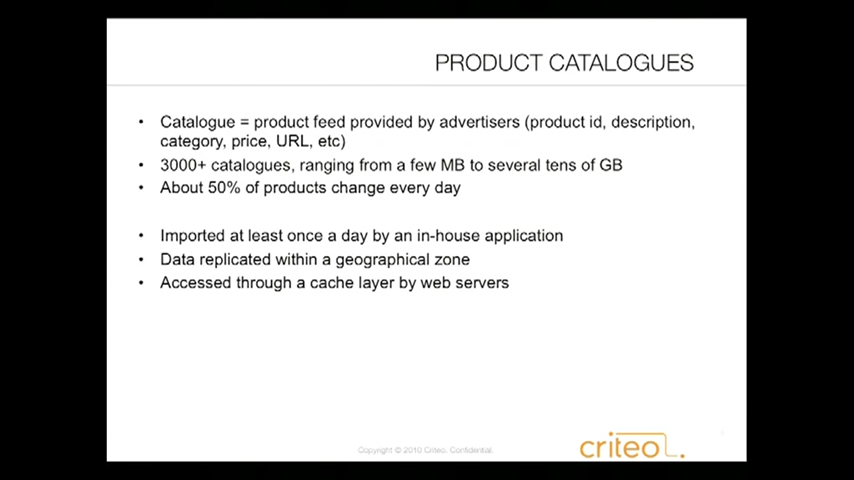 PRODUCT CATALOGUES
• Catalogue = product feed provided by advertisers (product id, description,
category, price, URL, etc)
• 3000+ catalogues, ranging from a few MB to several tens of GB
• About 50% of products change every day
• Imported at least once a day by an in-house application
• Data replicated within a geographical zone
• Accessed through a cache layer by web servers
Copyright © 2010 Criteo. Confidential.
criteo